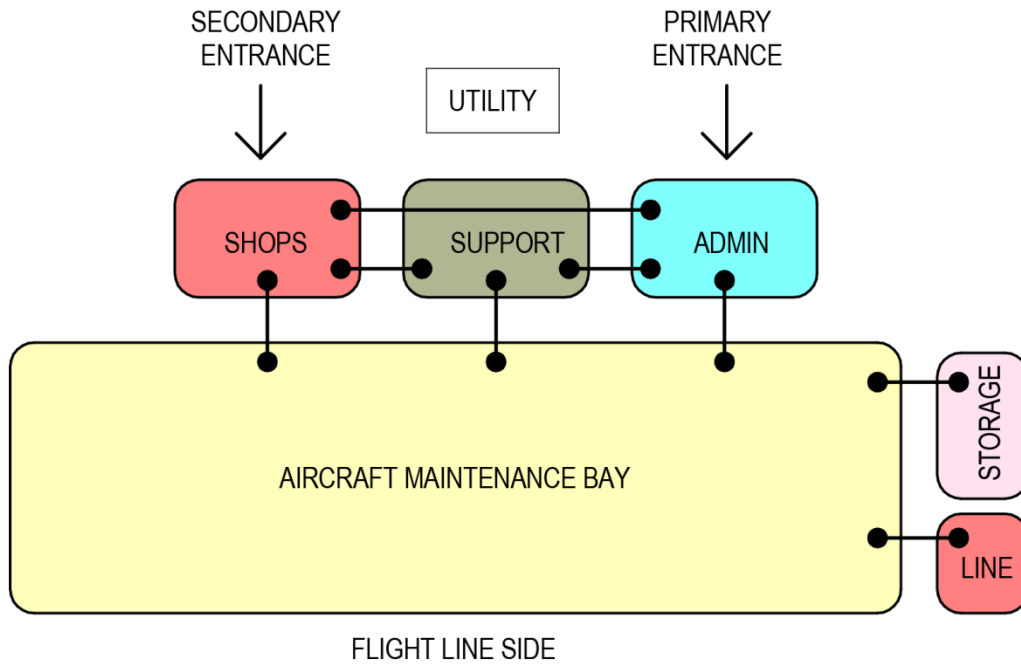 SECONDARY
ENTRANCE
PRIMARY
ENTRANCE
UTILITY
SHOPS
SUPPORT
ADMIN
STORAGE
AIRCRAFT MAINTENANCE BAY
LINE
FLIGHT LINE SIDE